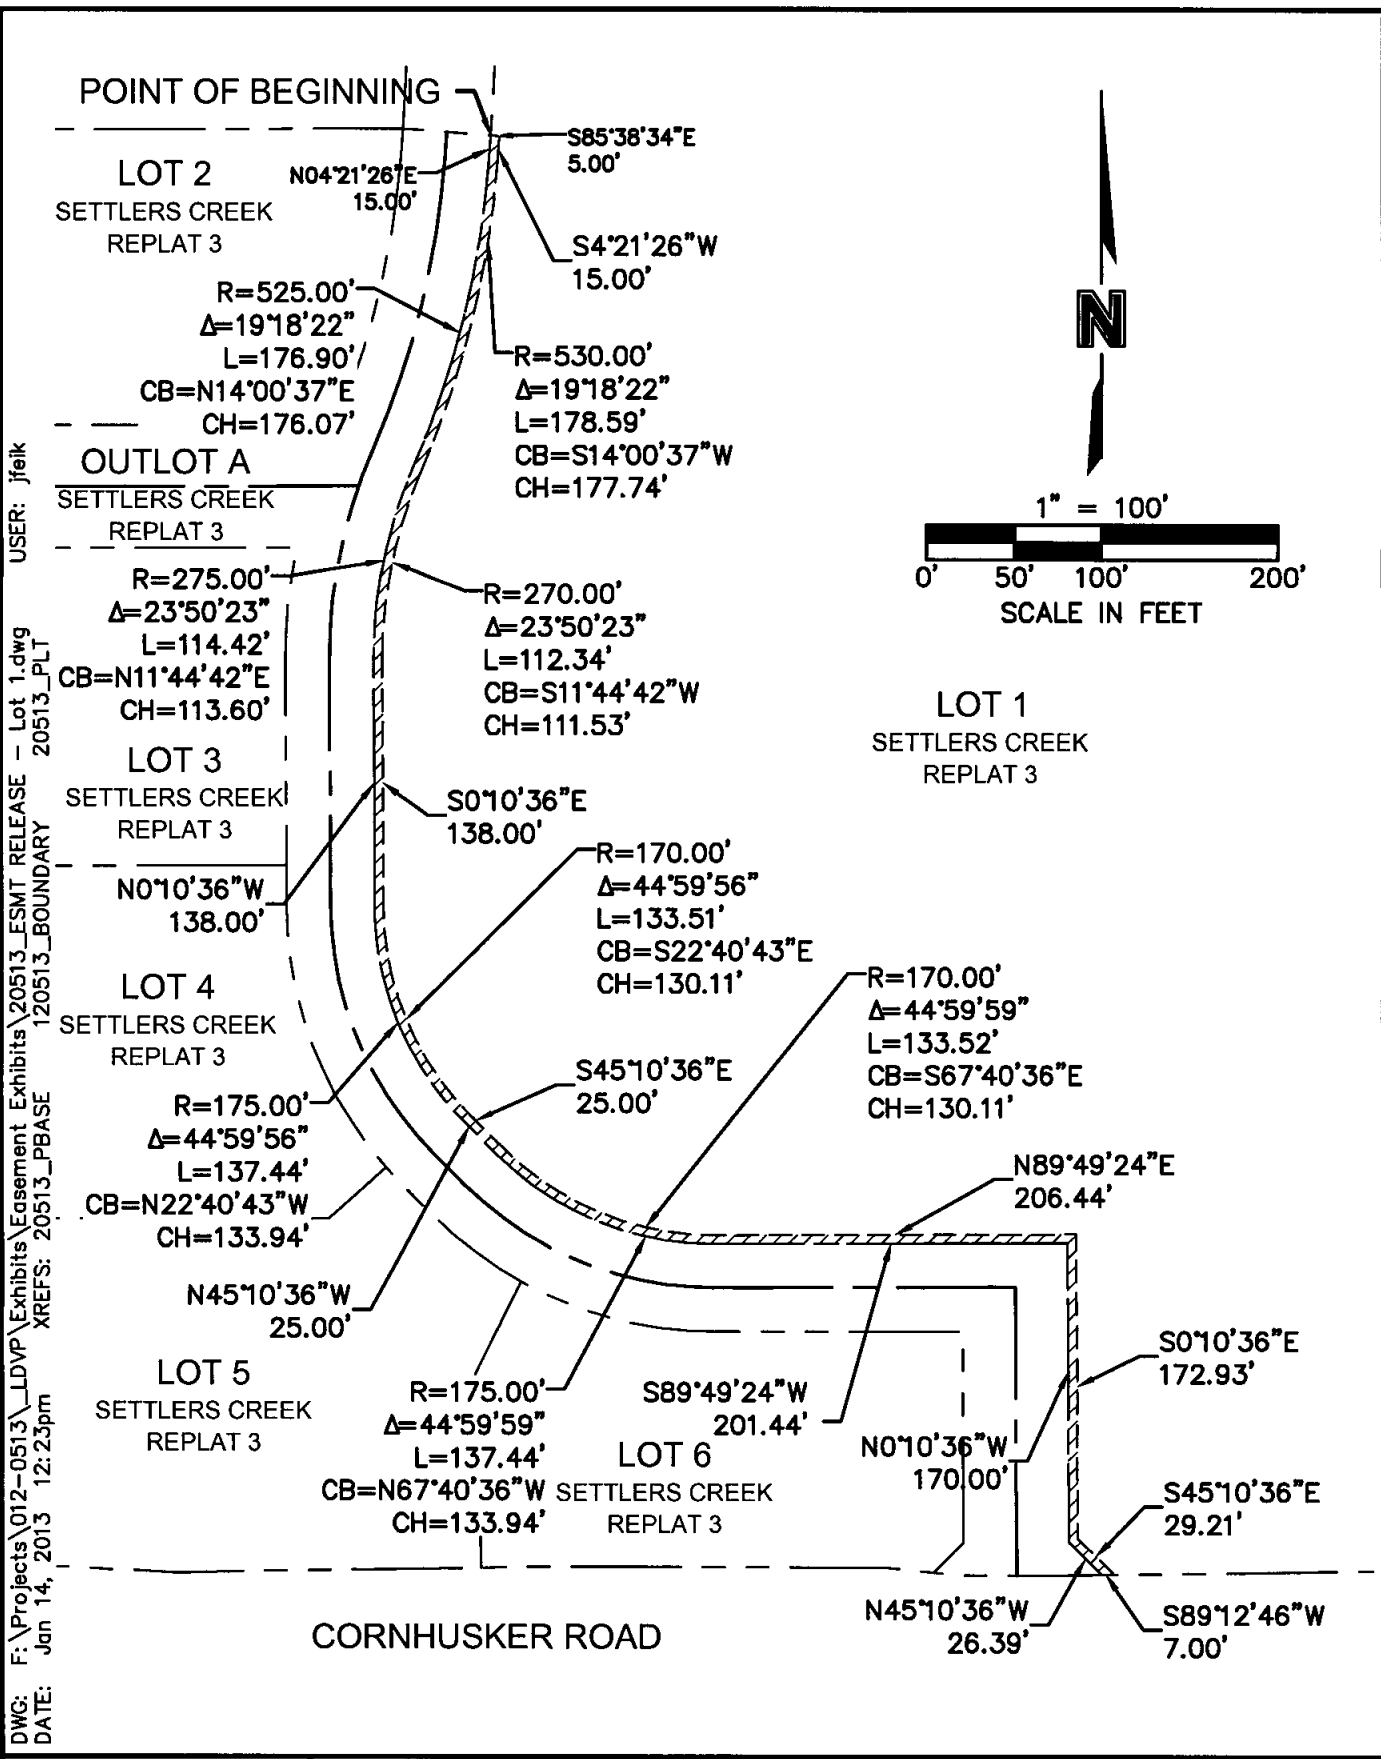 POINT OF BEGINNING
S85°38'34"E
5.00'
N04°21'26"E
15.00'
LOT 2
SETTLERS CREEK
REPLAT 3
S4°21'26"W
15.00'
R=525.00'
Δ=19°18'22"
L=176.90'
CB=N14°00'37"E
CH=176.07'
R=530.00'
Δ=19°18'22"
L=178.59'
CB=S14°00'37"W
CH=177.74'
N
1" = 100'
0' 50' 100' 200'
SCALE IN FEET
OUTLOT A
SETTLERS CREEK
REPLAT 3
R=275.00'
Δ=23°50'23"
L=114.42'
CB=N11°44'42"E
CH=113.60'
R=270.00'
Δ=23°50'23"
L=112.34'
CB=S11°44'42"W
CH=111.53'
LOT 1
SETTLERS CREEK
REPLAT 3
LOT 3
SETTLERS CREEK
REPLAT 3
S0°10'36"E
138.00'
N0°10'36"W
138.00'
R=170.00'
Δ=44°59'56"
L=133.51'
CB=S22°40'43"E
CH=130.11'
LOT 4
SETTLERS CREEK
REPLAT 3
R=170.00'
Δ=44°59'59"
L=133.52'
CB=S67°40'36"E
CH=130.11'
S45°10'36"E
25.00'
R=175.00'
Δ=44°59'56"
L=137.44'
CB=N22°40'43"W
CH=133.94'
N89°49'24"E
206.44'
N45°10'36"W
25.00'
LOT 5
SETTLERS CREEK
REPLAT 3
R=175.00'
Δ=44°59'59"
L=137.44'
CB=N67°40'36"W
CH=133.94'
S89°49'24"W
201.44'
LOT 6
SETTLERS CREEK
REPLAT 3
S0°10'36"E
172.93'
N0°10'36"W
170.00'
S45°10'36"E
29.21'
N45°10'36"W
26.39'
S89°12'46"W
7.00'
CORNHUSKER ROAD
DWG: F:\Projects\012-0513\_LDVP\Exhibits\Easement Exhibits\20513_ESMT RELEASE - Lot 1.dwg USER: jfeik
DATE: Jan 14, 2013 12:23pm XREFS: 20513_PBASE 120513_BOUNDARY 20513_PLT